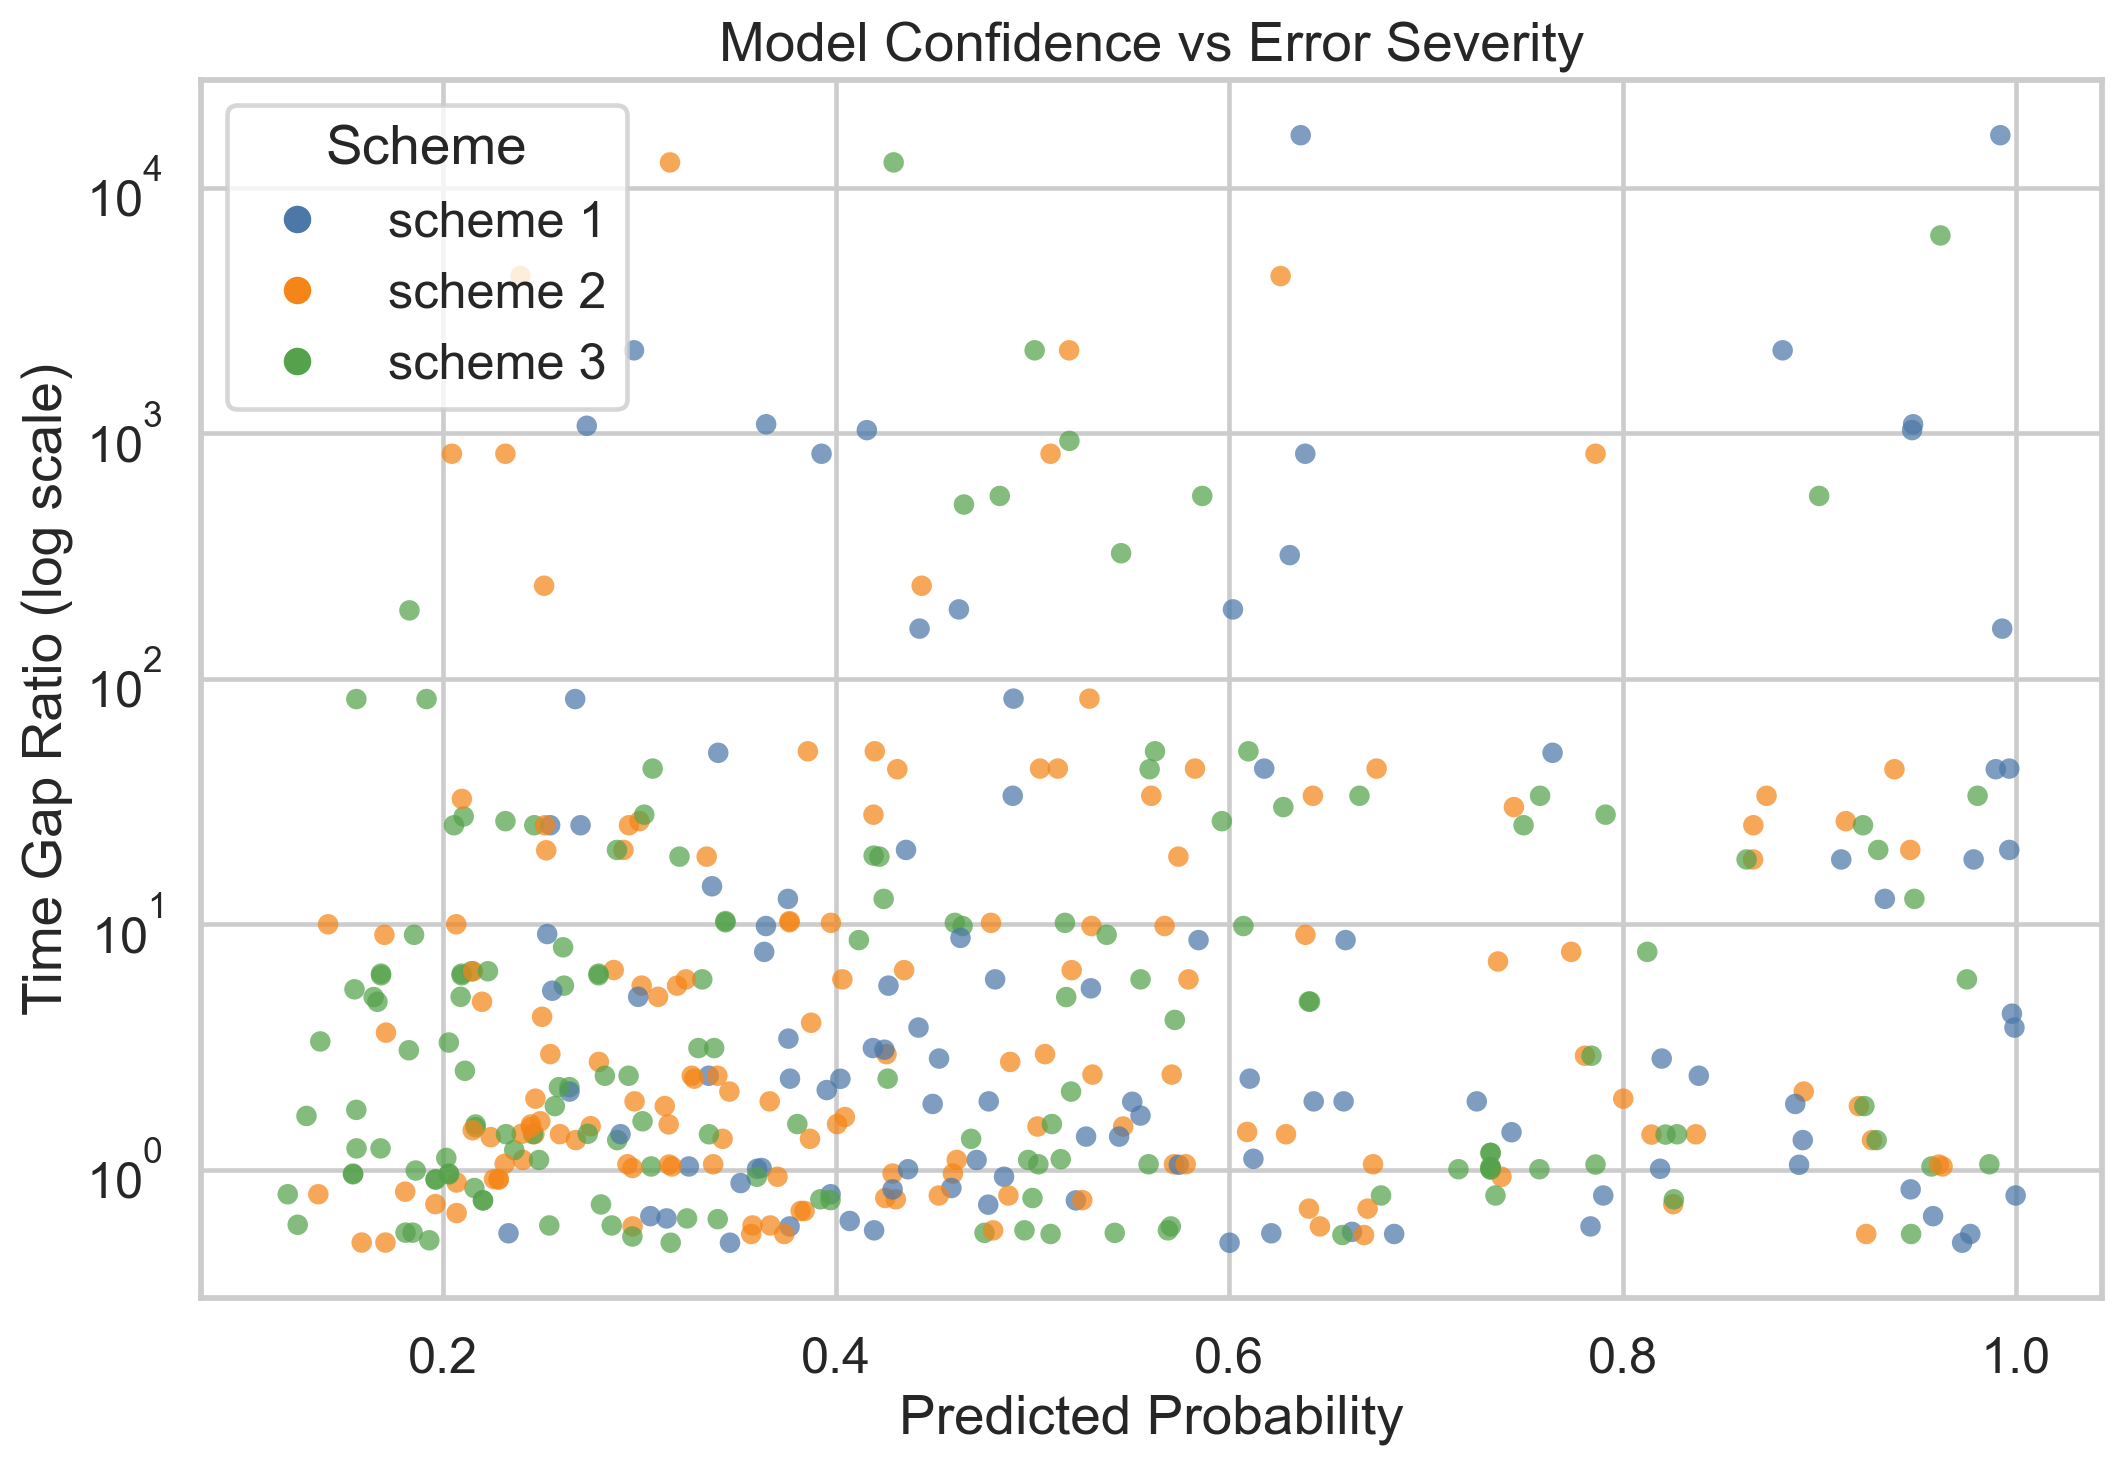 Model Confidence vs Error Severity
Scheme
scheme 1
scheme 2
scheme 3
Time Gap Ratio (log scale)
10^4
10^3
10^2
10^1
10^0
0.2 0.4 0.6 0.8 1.0
Predicted Probability